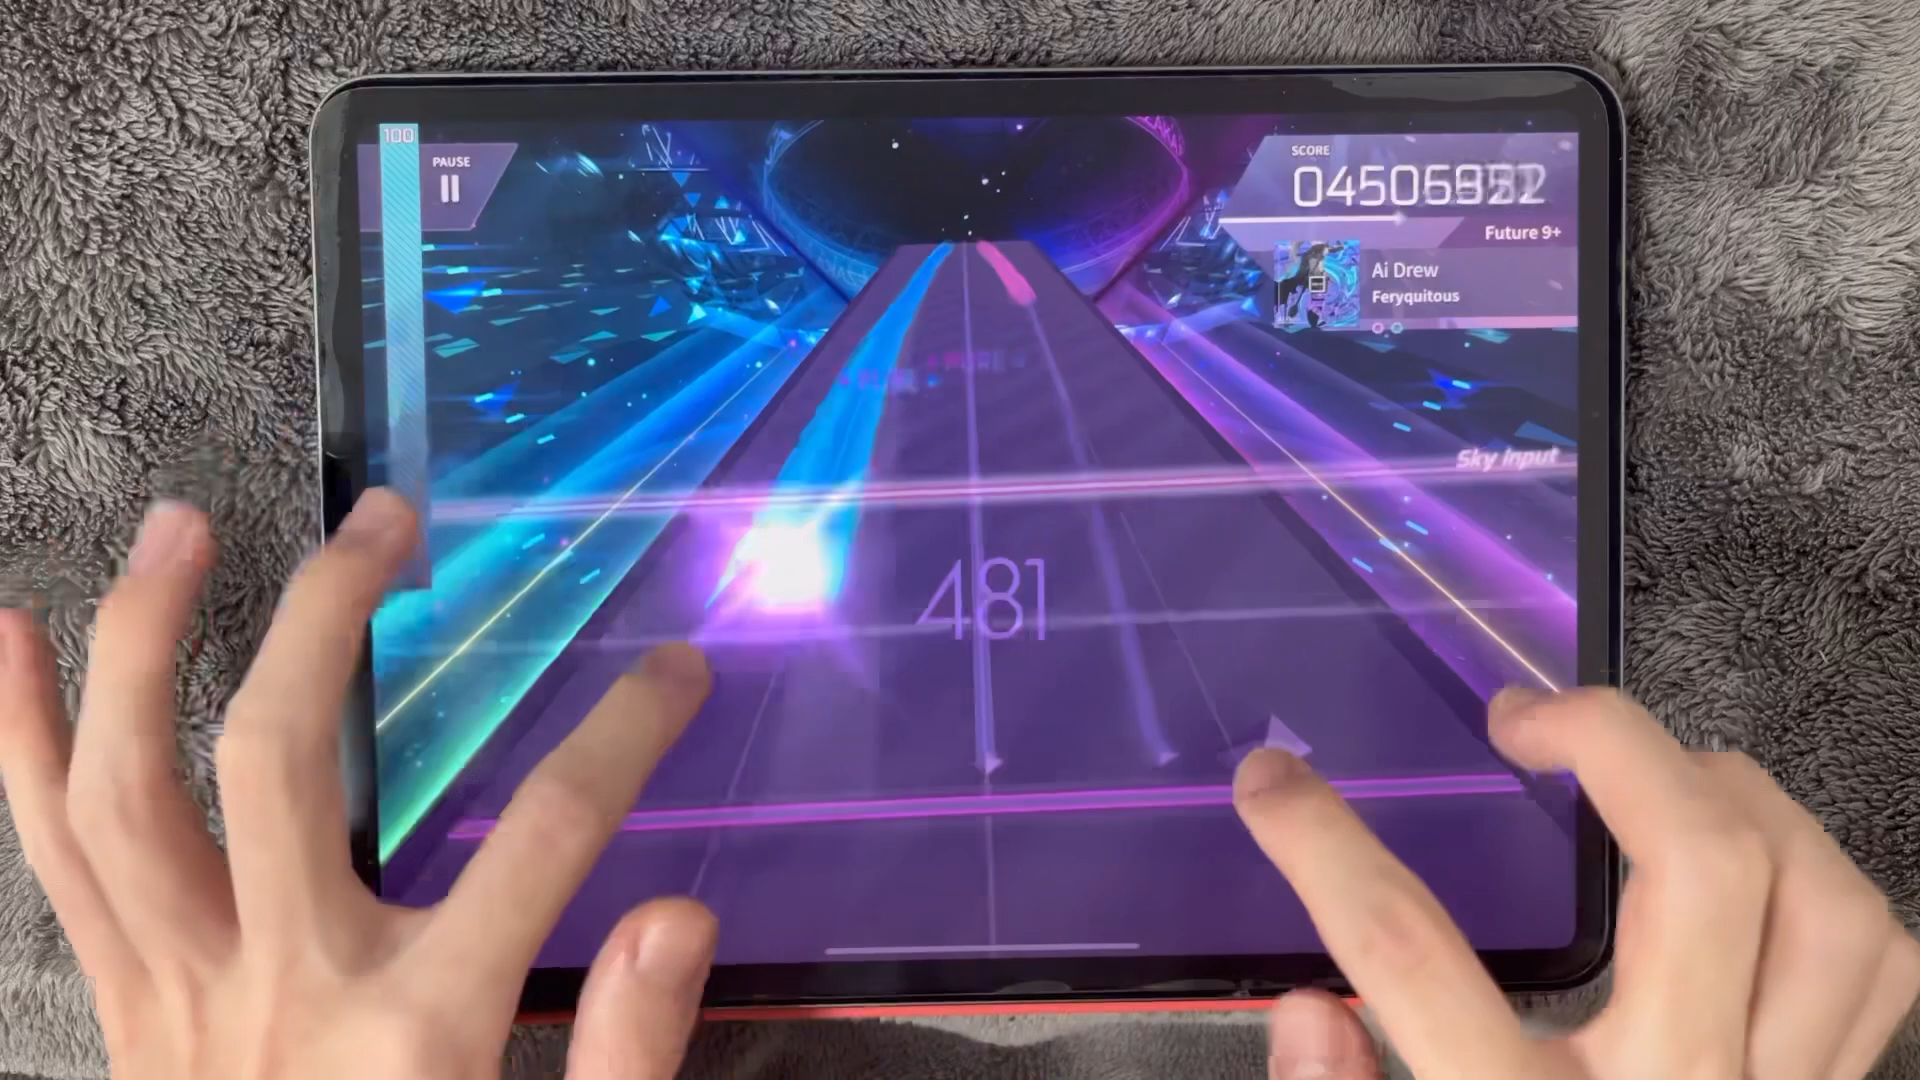 100
PAUSE
SCORE
Future 9+
Ai Drew
Feryquitous
Sky Input
481